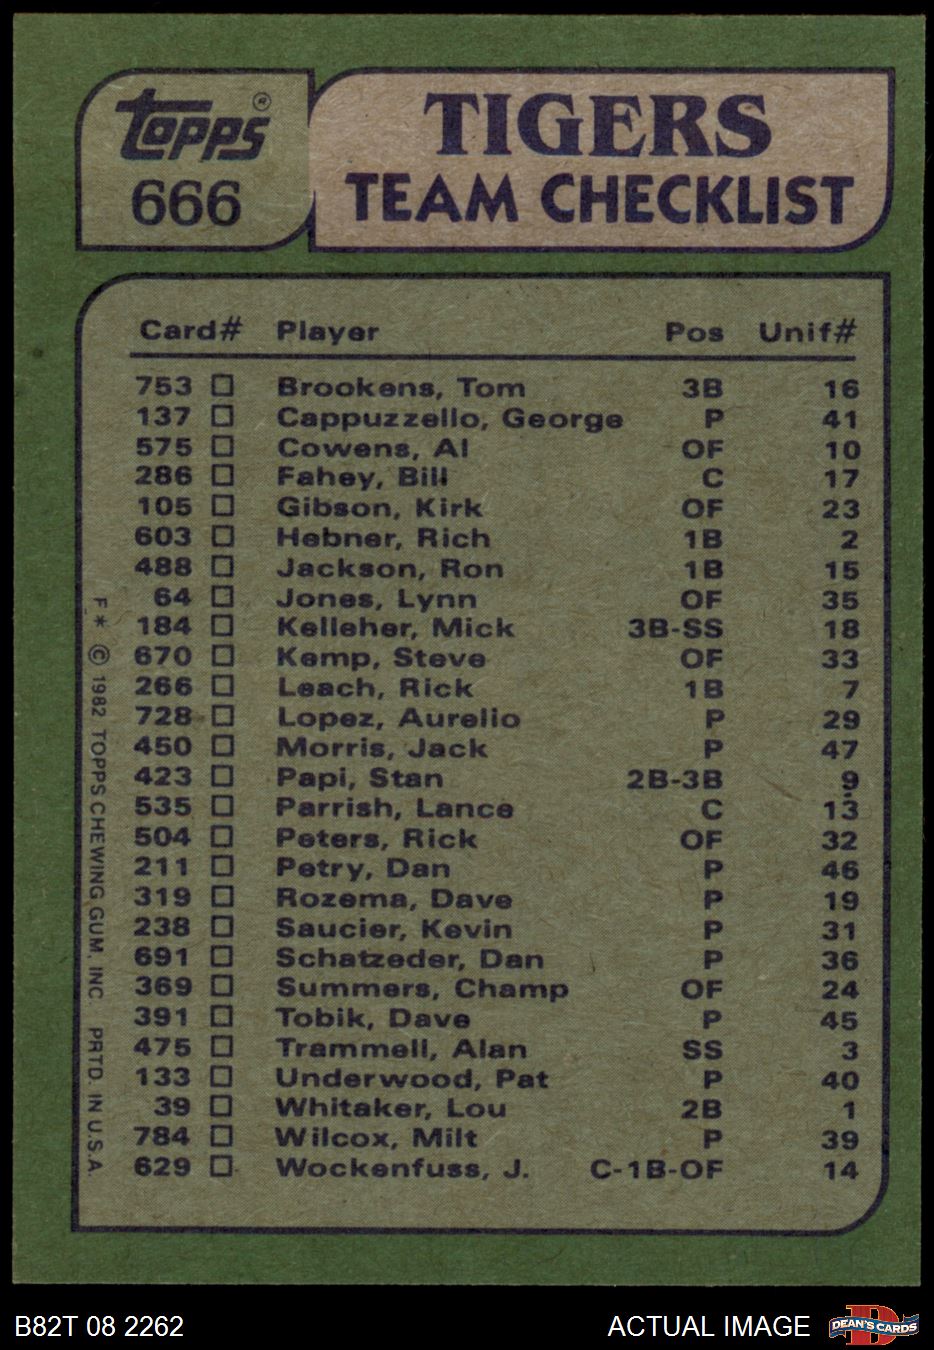 Topps ®
666
TIGERS
TEAM CHECKLIST
Card# Player Pos Unif#
753 ☐ Brookens, Tom 3B 16
137 ☐ Cappuzzello, George P 41
575 ☐ Cowens, Al OF 10
286 ☐ Fahey, Bill C 17
105 ☐ Gibson, Kirk OF 23
603 ☐ Hebner, Rich 1B 2
488 ☐ Jackson, Ron 1B 15
64 ☐ Jones, Lynn OF 35
184 ☐ Kelleher, Mick 3B-SS 18
670 ☐ Kemp, Steve OF 33
266 ☐ Leach, Rick 1B 7
728 ☐ Lopez, Aurelio P 29
450 ☐ Morris, Jack P 47
423 ☐ Papi, Stan 2B-3B 9
535 ☐ Parrish, Lance C 13
504 ☐ Peters, Rick OF 32
211 ☐ Petry, Dan P 46
319 ☐ Rozema, Dave P 19
238 ☐ Saucier, Kevin P 31
691 ☐ Schatzeder, Dan P 36
369 ☐ Summers, Champ OF 24
391 ☐ Tobik, Dave P 45
475 ☐ Trammell, Alan SS 3
133 ☐ Underwood, Pat P 40
39 ☐ Whitaker, Lou 2B 1
784 ☐ Wilcox, Milt P 39
629 ☐ Wockenfuss, J. C-1B-OF 14
F* © 1982 TOPPS CHEWING GUM, INC. PRTD. IN U.S.A.
B82T 08 2262 ACTUAL IMAGE
DEAN'S CARDS